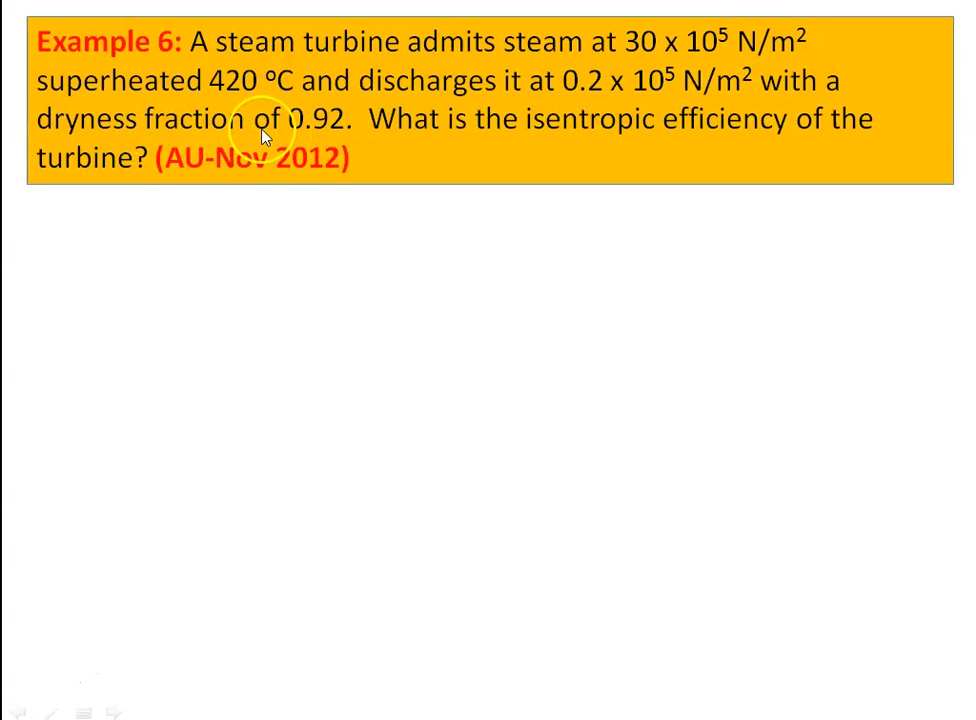 Example 6: A steam turbine admits steam at 30 x 10⁵ N/m²
superheated 420 ⁰C and discharges it at 0.2 x 10⁵ N/m² with a
dryness fraction of 0.92. What is the isentropic efficiency of the
turbine? (AU-Nov 2012)